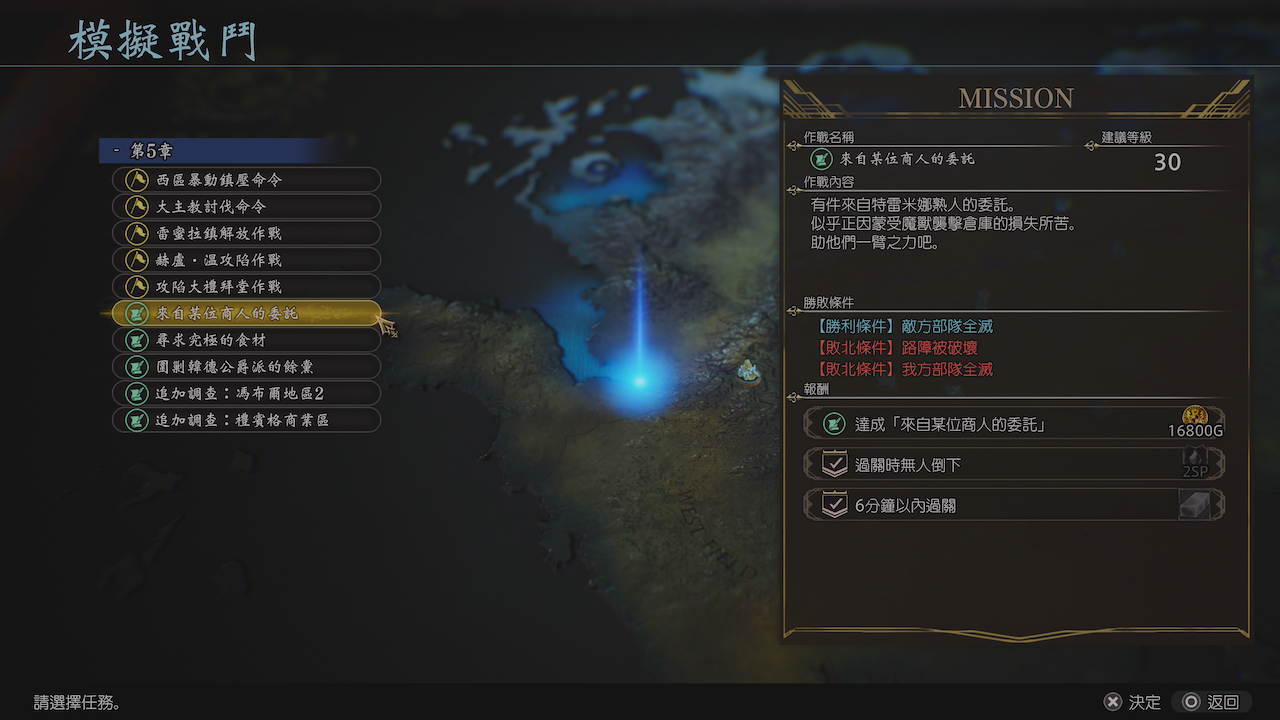 模擬戰鬥
- 第5章
西區暴動鎮壓命令
大主教討伐命令
雷蜜拉鎮解放作戰
赫盧・溫攻陷作戰
攻陷大禮拜堂作戰
來自某位商人的委託
尋求究極的食材
圍剿韓德公爵派的餘黨
追加調查：馮布爾地區2
追加調查：禮賓格商業區
MISSION
作戰名稱
建議等級
來自某位商人的委託
30
作戰內容
有件來自特雷米娜熟人的委託。
似乎正因蒙受魔獸襲擊倉庫的損失所苦。
助他們一臂之力吧。
勝敗條件
【勝利條件】敵方部隊全滅
【敗北條件】路障被破壞
【敗北條件】我方部隊全滅
報酬
達成「來自某位商人的委託」
16800G
過關時無人倒下
2SP
6分鐘以內過關
WEST FIELD
請選擇任務。
決定
返回